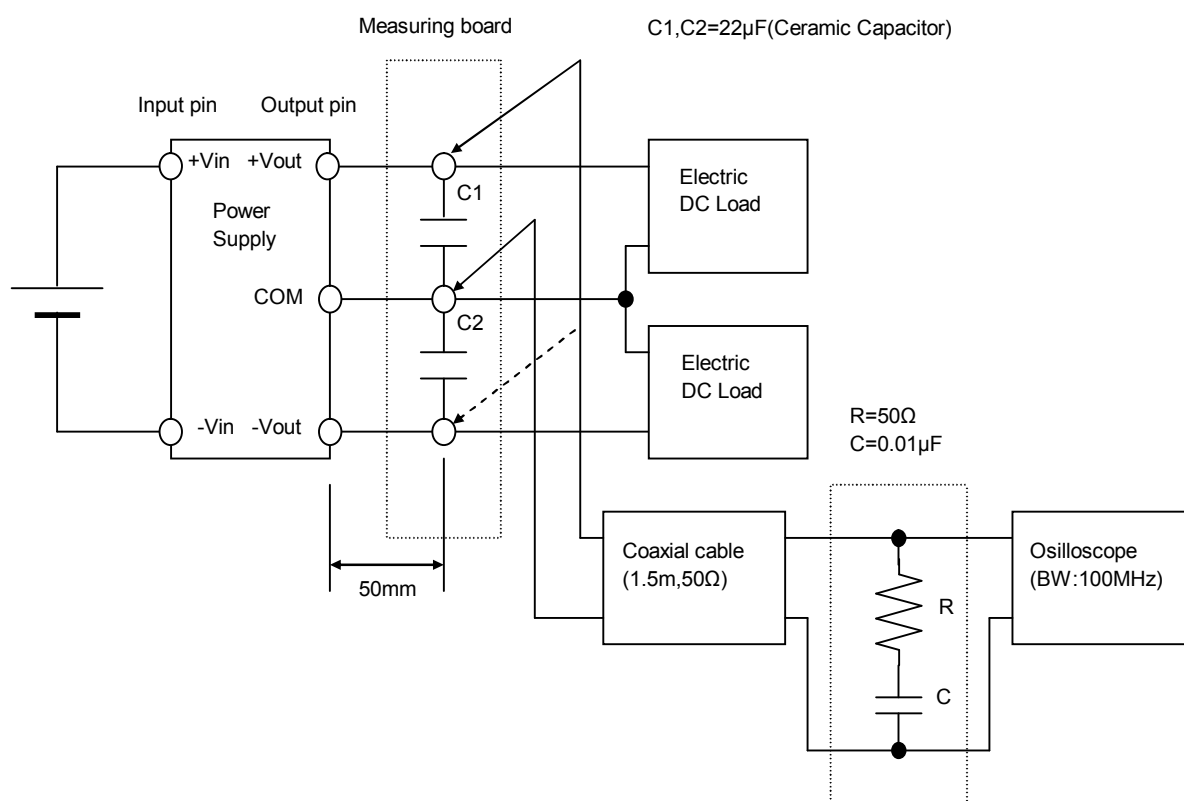 Measuring board
C1,C2=22µF(Ceramic Capacitor)
Input pin
Output pin
+Vin
+Vout
C1
Electric
DC Load
Power
Supply
COM
C2
Electric
DC Load
-Vin
-Vout
R=50Ω
C=0.01µF
50mm
Coaxial cable
(1.5m,50Ω)
R
C
Osilloscope
(BW:100MHz)